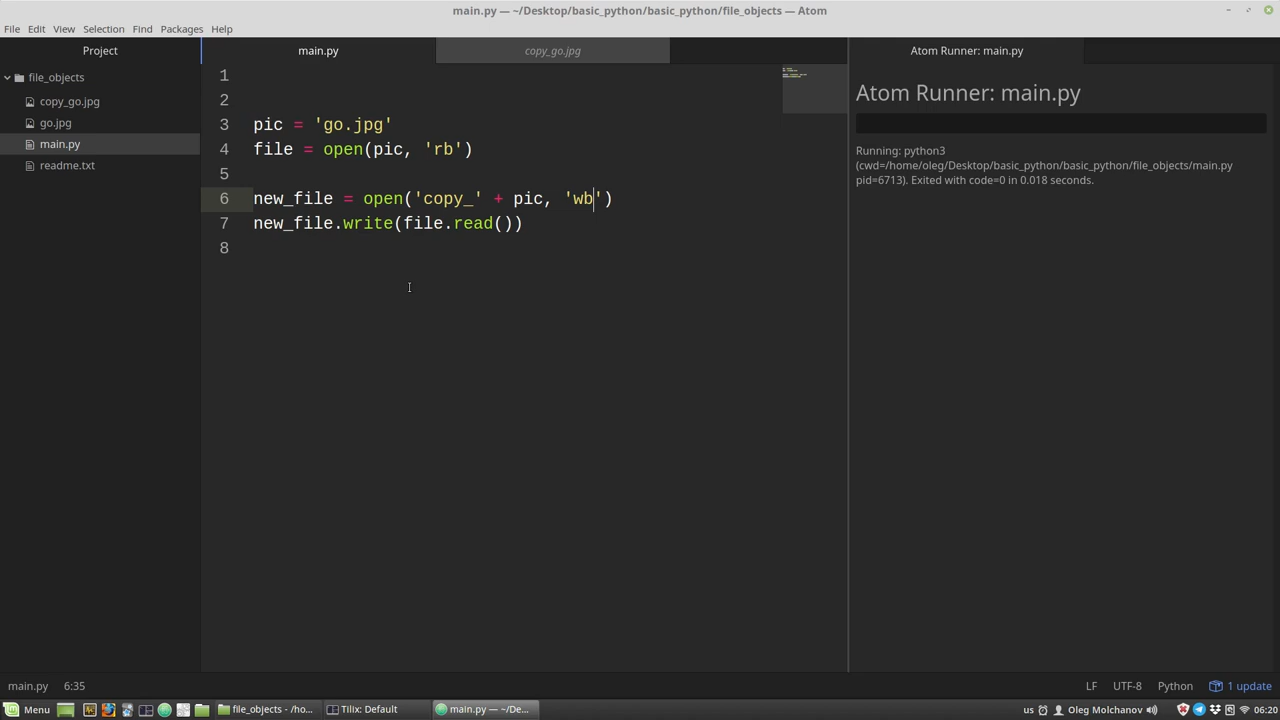 main.py — ~/Desktop/basic_python/basic_python/file_objects — Atom
File Edit View Selection Find Packages Help
Project
main.py
copy_go.jpg
Atom Runner: main.py
file_objects
copy_go.jpg
go.jpg
main.py
readme.txt
1
2
3 pic = 'go.jpg'
4 file = open(pic, 'rb')
5
6 new_file = open('copy_' + pic, 'wb')
7 new_file.write(file.read())
8
Atom Runner: main.py
Running: python3
(cwd=/home/oleg/Desktop/basic_python/basic_python/file_objects/main.py
pid=6713). Exited with code=0 in 0.018 seconds.
main.py 6:35 LF UTF-8 Python 1 update
Menu file_objects - /ho... Tilix: Default main.py — ~/De... us Oleg Molchanov 06:20